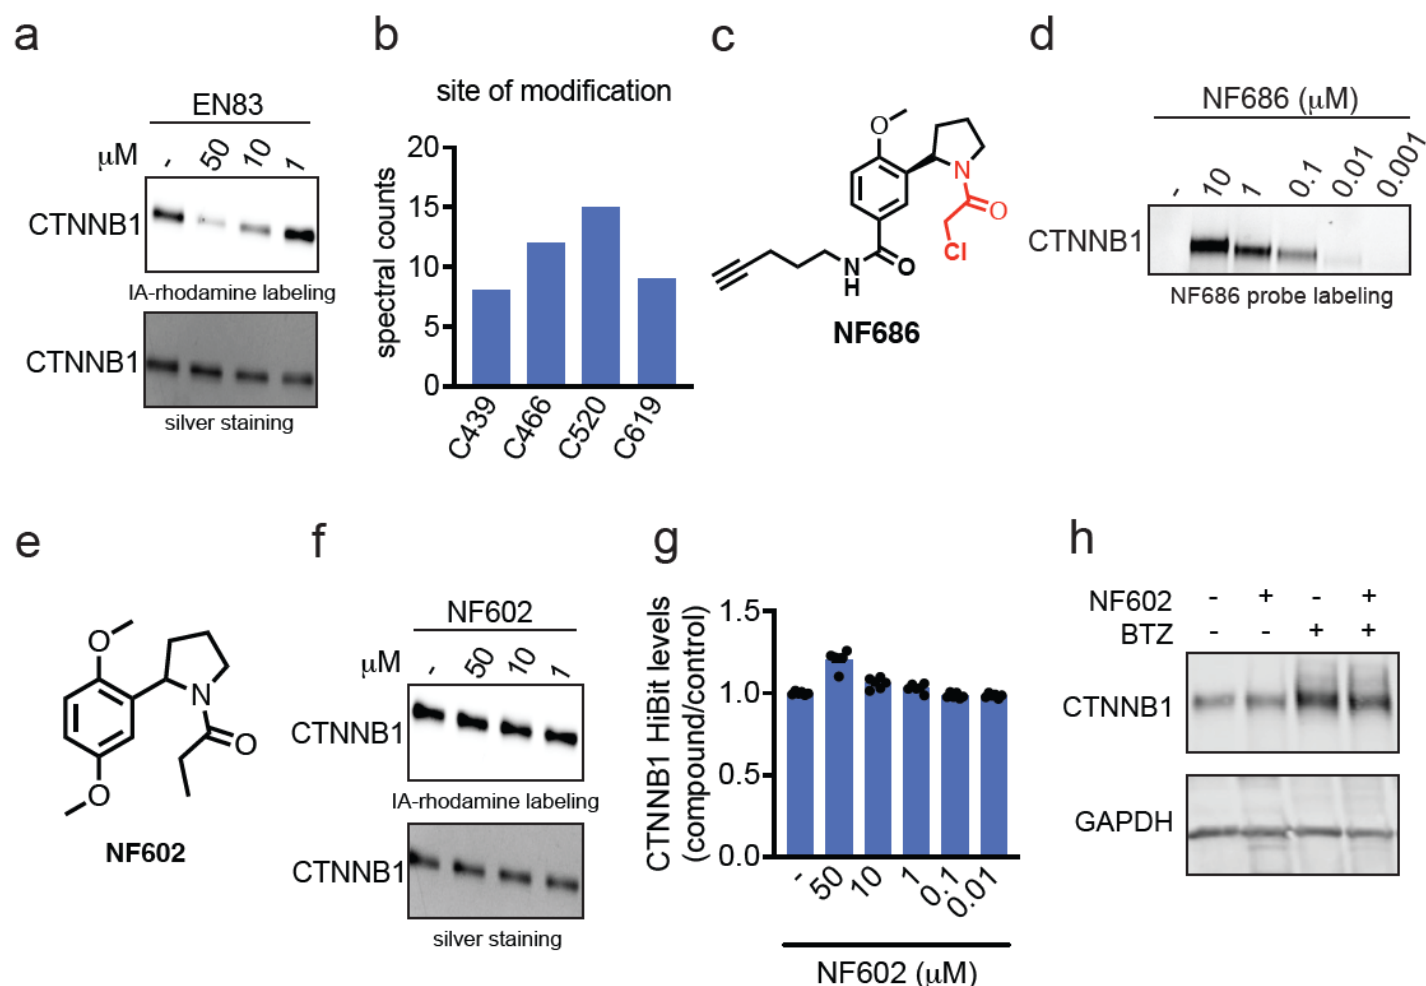 a
EN83
μM - 50 10 1
CTNNB1
IA-rhodamine labeling
CTNNB1
silver staining
b
site of modification
spectral counts
20
15
10
5
0
C439 C466 C520 C619
c
O
N
O
Cl
N
H
O
NF686
d
NF686 (μM)
- 10 1 0.1 0.01 0.001
CTNNB1
NF686 probe labeling
e
O
N
O
O
NF602
f
NF602
μM - 50 10 1
CTNNB1
IA-rhodamine labeling
CTNNB1
silver staining
g
CTNNB1 HiBit levels
(compound/control)
1.5
1.0
0.5
0.0
- 50 10 1 0.1 0.01
NF602 (μM)
h
NF602 - + - +
BTZ - - + +
CTNNB1
GAPDH